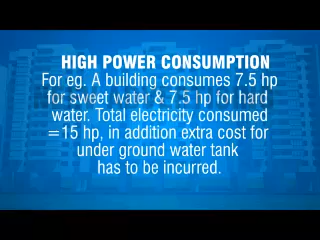 HIGH POWER CONSUMPTION
For eg. A building consumes 7.5 hp
for sweet water & 7.5 hp for hard
water. Total electricity consumed
=15 hp, in addition extra cost for
under ground water tank
has to be incurred.